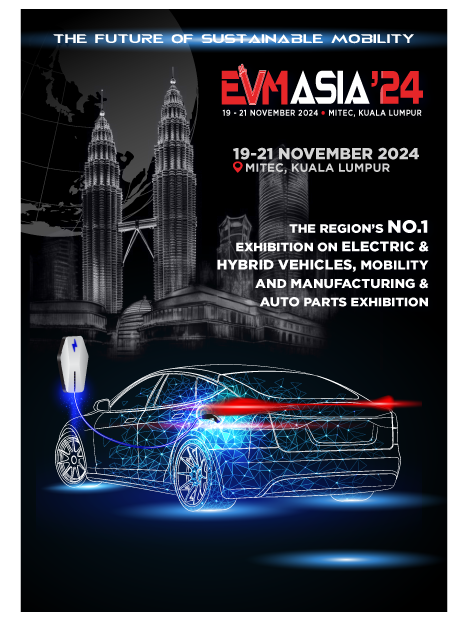 THE FUTURE OF SUSTAINABLE MOBILITY
EVMASIA'24
19 - 21 NOVEMBER 2024 • MITEC, KUALA LUMPUR
19-21 NOVEMBER 2024
MITEC, KUALA LUMPUR
THE REGION'S NO.1
EXHIBITION ON ELECTRIC &
HYBRID VEHICLES, MOBILITY
AND MANUFACTURING &
AUTO PARTS EXHIBITION